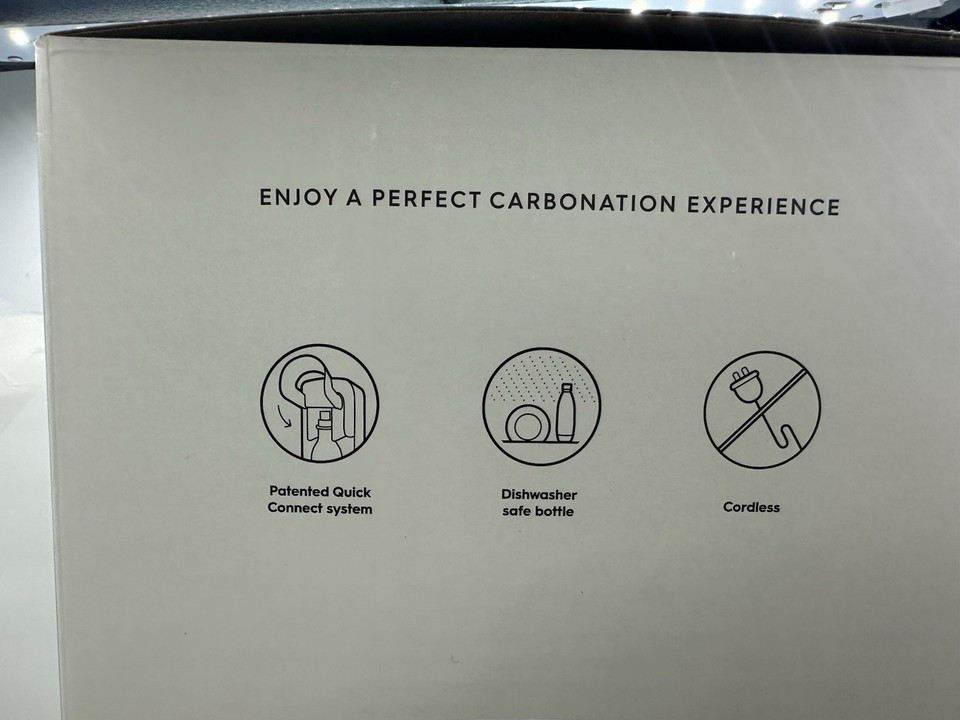 ENJOY A PERFECT CARBONATION EXPERIENCE
Patented Quick
Connect system
Dishwasher
safe bottle
Cordless